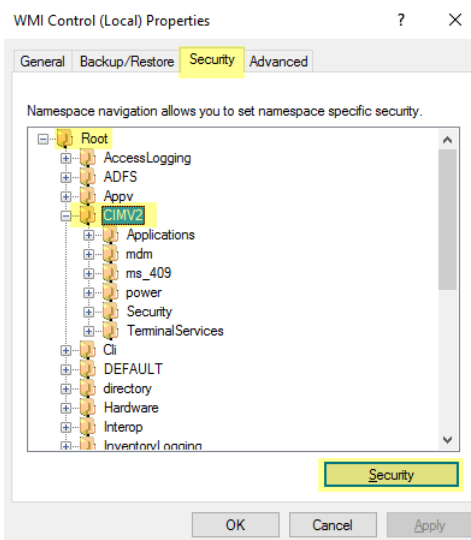 WMI Control (Local) Properties ? ×
General Backup/Restore Security Advanced
Namespace navigation allows you to set namespace specific security.
Root
AccessLogging
ADFS
Appv
CIMV2
Applications
mdm
ms_409
power
Security
TerminalServices
Cli
DEFAULT
directory
Hardware
Interop
InventoryLogging
Security
OK Cancel Apply